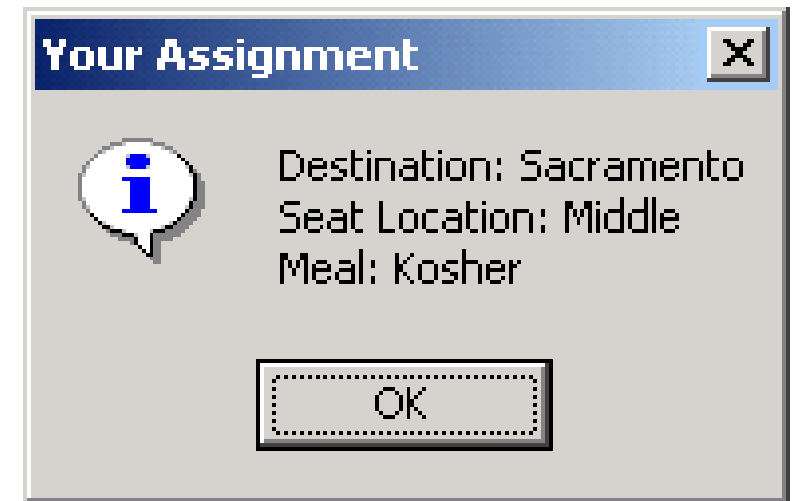 Your Assignment
Destination: Sacramento
Seat Location: Middle
Meal: Kosher
OK